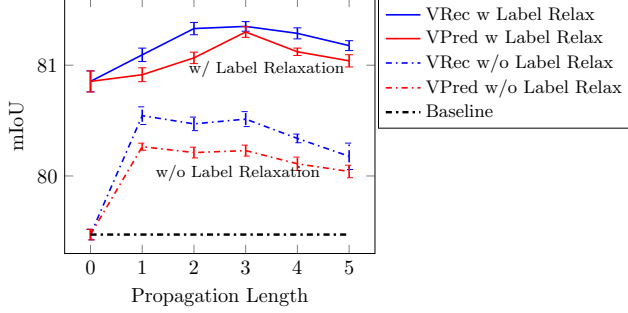 VRec w Label Relax
VPred w Label Relax
VRec w/o Label Relax
VPred w/o Label Relax
Baseline
81
80
mIoU
w/ Label Relaxation
w/o Label Relaxation
0 1 2 3 4 5
Propagation Length